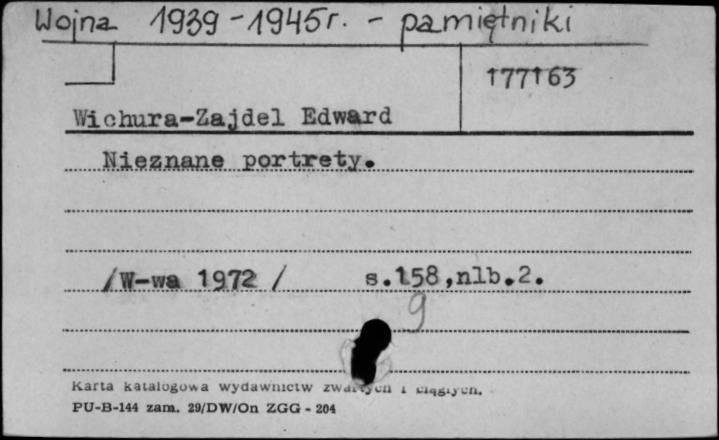 Wojna 1939-1945r. - pamiętniki
177163
Wichura-Zajdel Edward
Nieznane portrety.
/W-wa 1972 / s.158,nlb.2.
9
Karta katalogowa wydawnictw zwartych i ciągłych.
PU-B-144 zam. 29/DW/On ZGG - 204